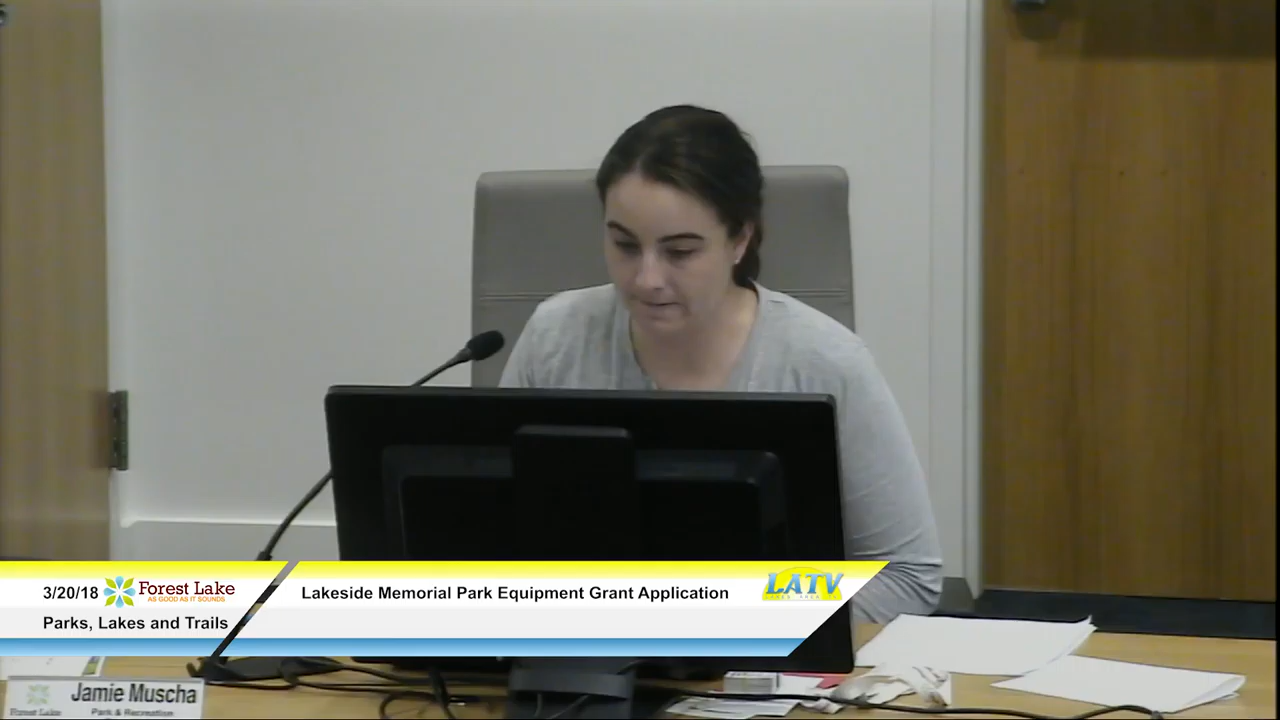 3/20/18 Forest Lake
AS GOOD AS IT SOUNDS
Lakeside Memorial Park Equipment Grant Application
LATV
Parks, Lakes and Trails
Jamie Muscha
Forest Lake
Park & Recreation